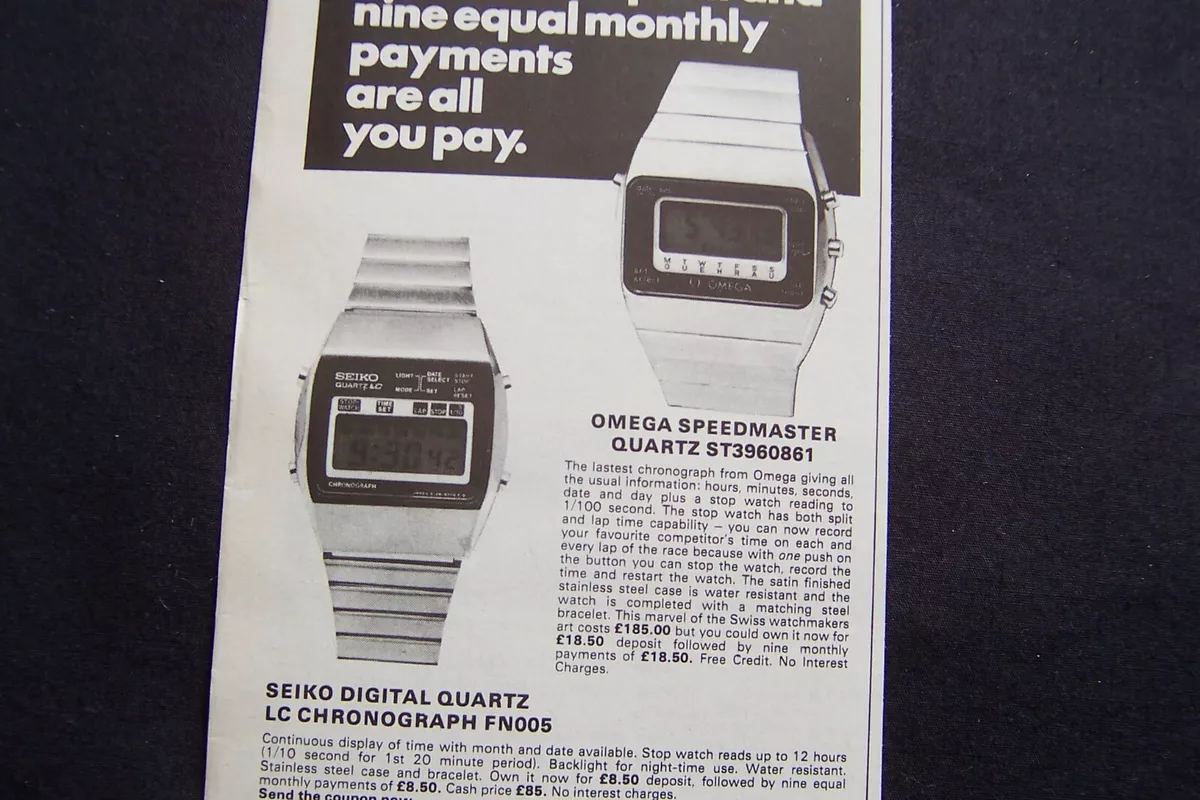 and
nine equal monthly
payments
are all
you pay.
M T W T F S S
O U E H R A U
OMEGA
SEIKO
QUARTZ LC
LIGHT
DATE
SELECT
START
STOP
MODE
SET
LAP
RESET
STOP
WATCH
TIME
SET
LAP
STOP
1/10
9:30 42
CHRONOGRAPH
OMEGA SPEEDMASTER
QUARTZ ST3960861
The lastest chronograph from Omega giving all
the usual information: hours, minutes, seconds,
date and day plus a stop watch reading to
1/100 second. The stop watch has both split
and lap time capability – you can now record
your favourite competitor's time on each and
every lap of the race because with one push on
the button you can stop the watch, record the
time and restart the watch. The satin finished
stainless steel case is water resistant and the
watch is completed with a matching steel
bracelet. This marvel of the Swiss watchmakers
art costs £185.00 but you could own it now for
£18.50 deposit followed by nine monthly
payments of £18.50. Free Credit. No Interest
Charges.
SEIKO DIGITAL QUARTZ
LC CHRONOGRAPH FN005
Continuous display of time with month and date available. Stop watch reads up to 12 hours
(1/10 second for 1st 20 minute period). Backlight for night-time use. Water resistant.
Stainless steel case and bracelet. Own it now for £8.50 deposit, followed by nine equal
monthly payments of £8.50. Cash price £85. No interest charges.
Send the coupon now